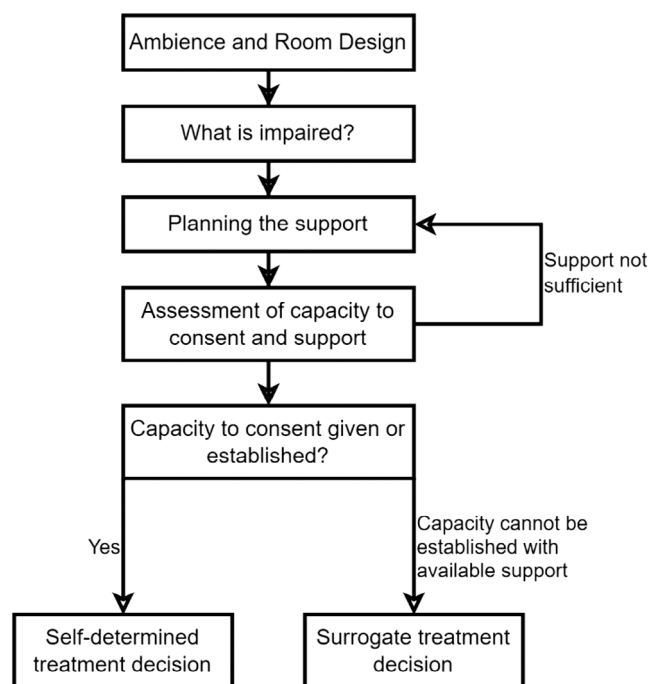 Ambience and Room Design
What is impaired?
Planning the support
Support not
sufficient
Assessment of capacity to
consent and support
Capacity to consent given or
established?
Yes
Capacity cannot be
established with
available support
Self-determined
treatment decision
Surrogate treatment
decision